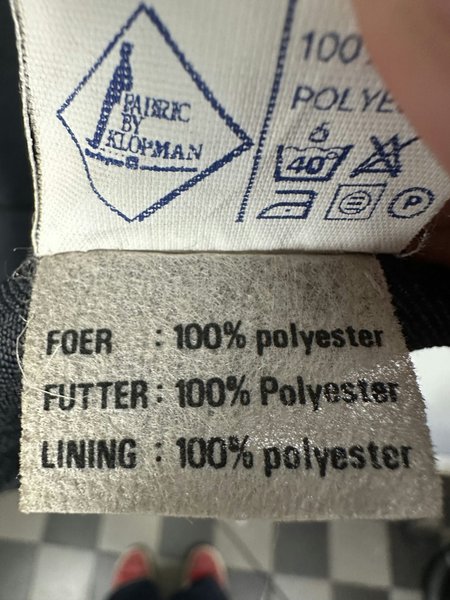 FABRIC
BY
KLOPMAN
100%
POLYE
40°
P
FOER : 100% polyester
FUTTER : 100% Polyester
LINING : 100% polyester